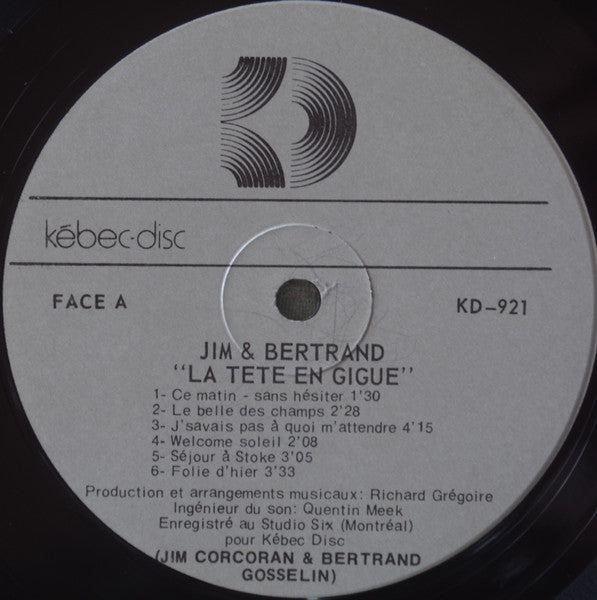 kébec-disc
FACE A
KD-921
JIM & BERTRAND
"LA TETE EN GIGUE"
1- Ce matin - sans hésiter 1'30
2- Le belle des champs 2'28
3- J'savais pas à quoi m'attendre 4'15
4- Welcome soleil 2'08
5- Séjour à Stoke 3'05
6- Folie d'hier 3'33
Production et arrangements musicaux: Richard Grégoire
Ingénieur du son: Quentin Meek
Enregistré au Studio Six (Montréal)
pour Kébec Disc
(JIM CORCORAN & BERTRAND
GOSSELIN)